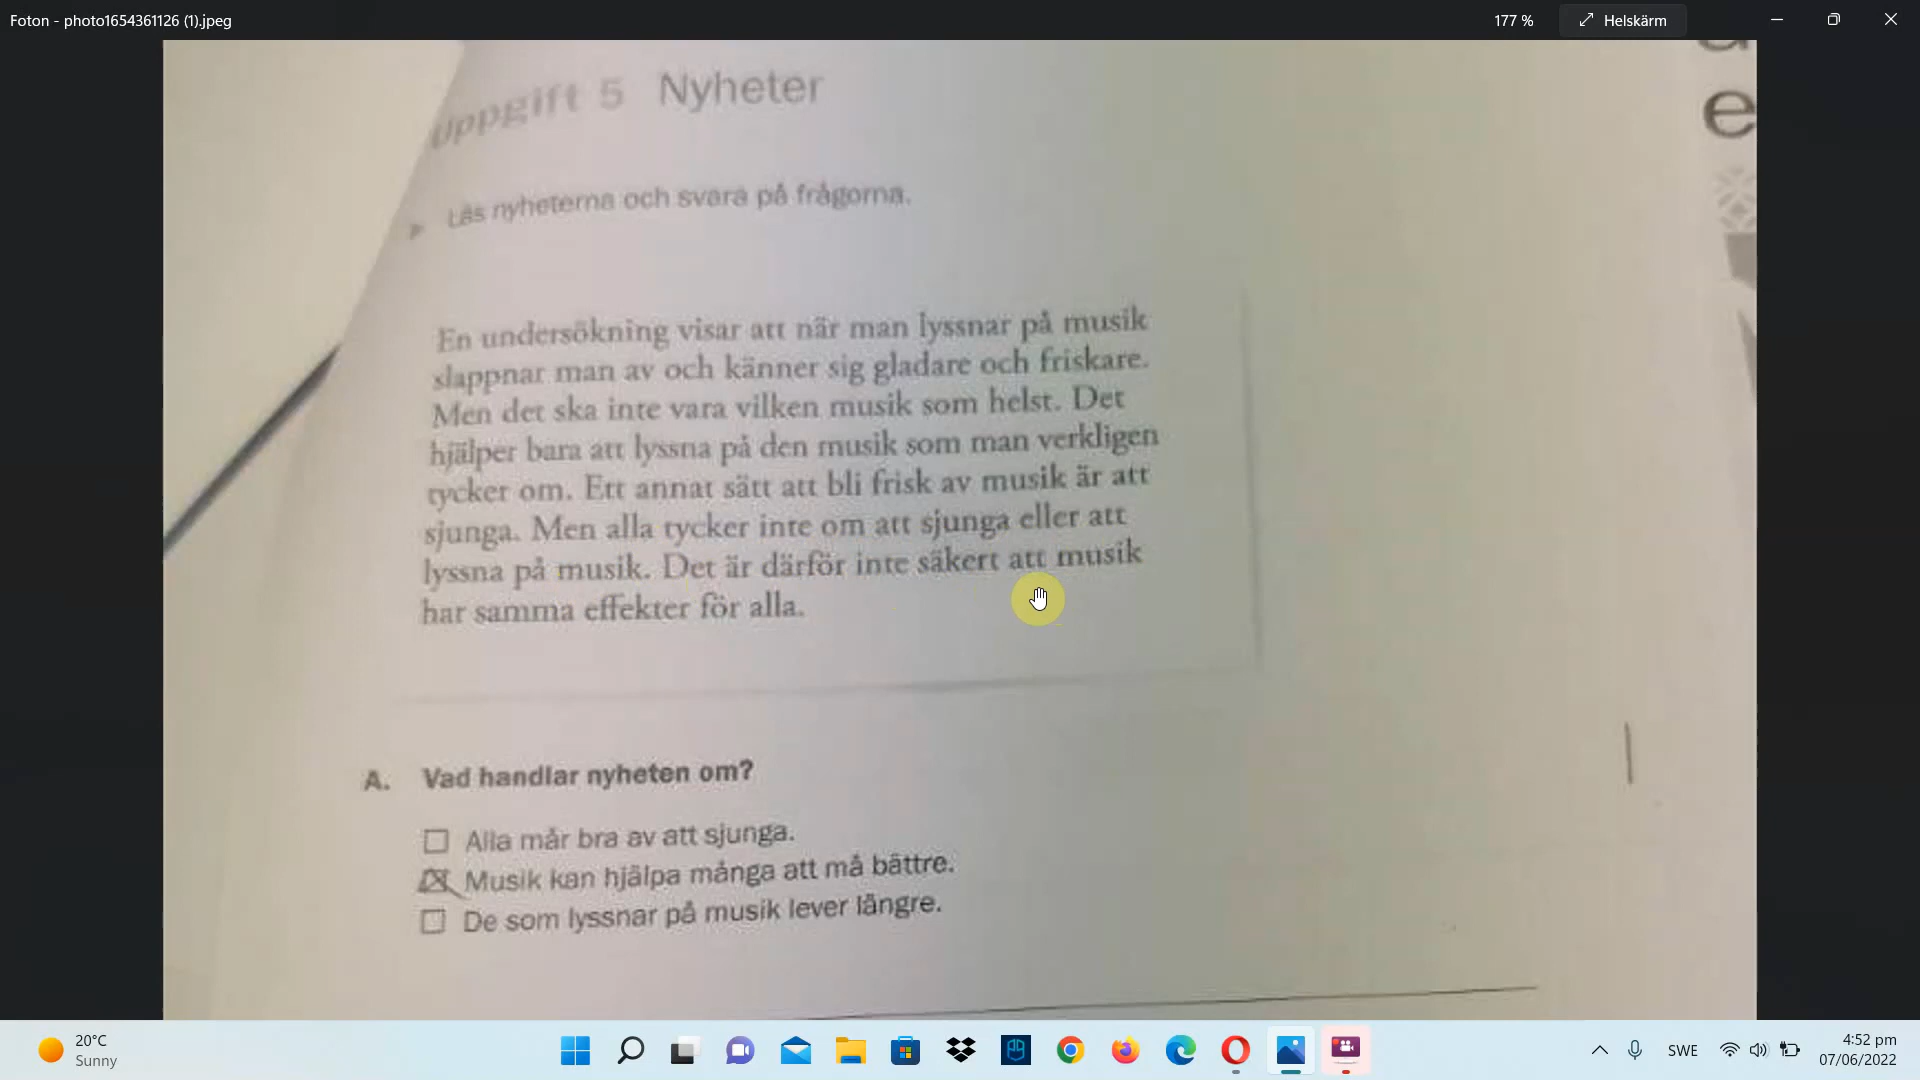 Foton - photo1654361126 (1).jpeg
177 %
Helskärm
e
Uppgift 5 Nyheter
Läs nyheterna och svara på frågorna.
En undersökning visar att när man lyssnar på musik
slappnar man av och känner sig gladare och friskare.
Men det ska inte vara vilken musik som helst. Det
hjälper bara att lyssna på den musik som man verkligen
tycker om. Ett annat sätt att bli frisk av musik är att
sjunga. Men alla tycker inte om att sjunga eller att
lyssna på musik. Det är därför inte säkert att musik
har samma effekter för alla.
A. Vad handlar nyheten om?
Alla mår bra av att sjunga.
Musik kan hjälpa många att må bättre.
De som lyssnar på musik lever längre.
20°C
Sunny
SWE
4:52 pm
07/06/2022